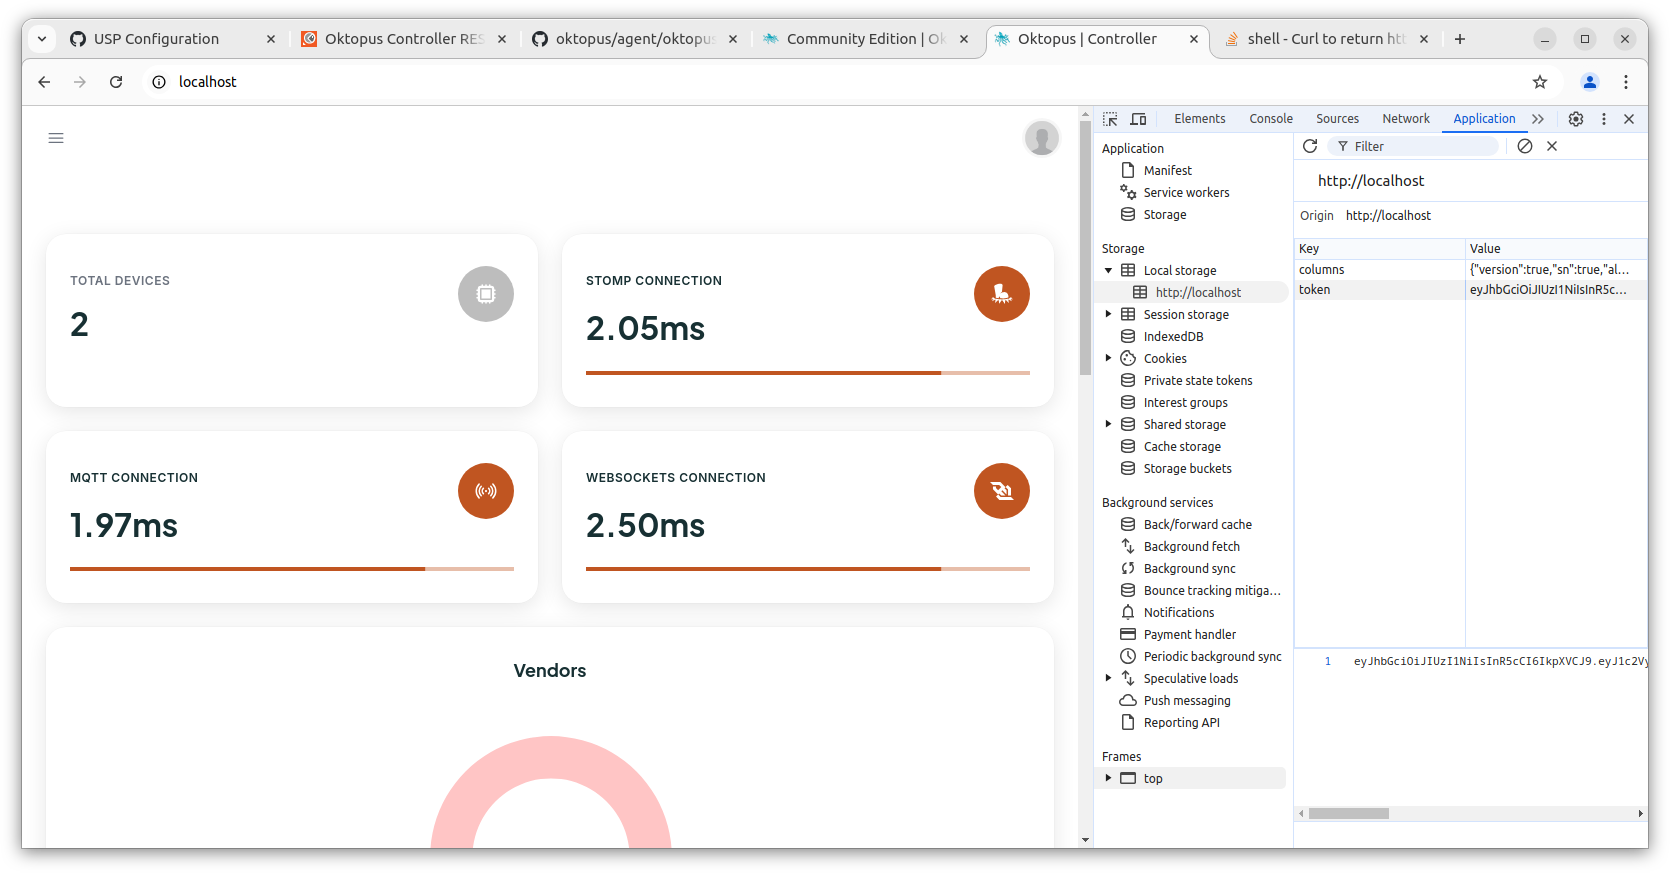 USP Configuration
Oktopus Controller RES
oktopus/agent/oktopus
Community Edition | Ok
Oktopus | Controller
shell - Curl to return htt
localhost
Elements
Console
Sources
Network
Application
TOTAL DEVICES
2
STOMP CONNECTION
2.05ms
MQTT CONNECTION
1.97ms
WEBSOCKETS CONNECTION
2.50ms
Vendors
Application
Manifest
Service workers
Storage
Storage
Local storage
http://localhost
Session storage
IndexedDB
Cookies
Private state tokens
Interest groups
Shared storage
Cache storage
Storage buckets
Background services
Back/forward cache
Background fetch
Background sync
Bounce tracking mitiga...
Notifications
Payment handler
Periodic background sync
Speculative loads
Push messaging
Reporting API
Frames
top
Filter
http://localhost
Origin http://localhost
Key Value
columns {"version":true,"sn":true,"al...
token eyJhbGciOiJIUzI1NiIsInR5c...
1 eyJhbGciOiJIUzI1NiIsInR5cCI6IkpXVCJ9.eyJ1c2Vy